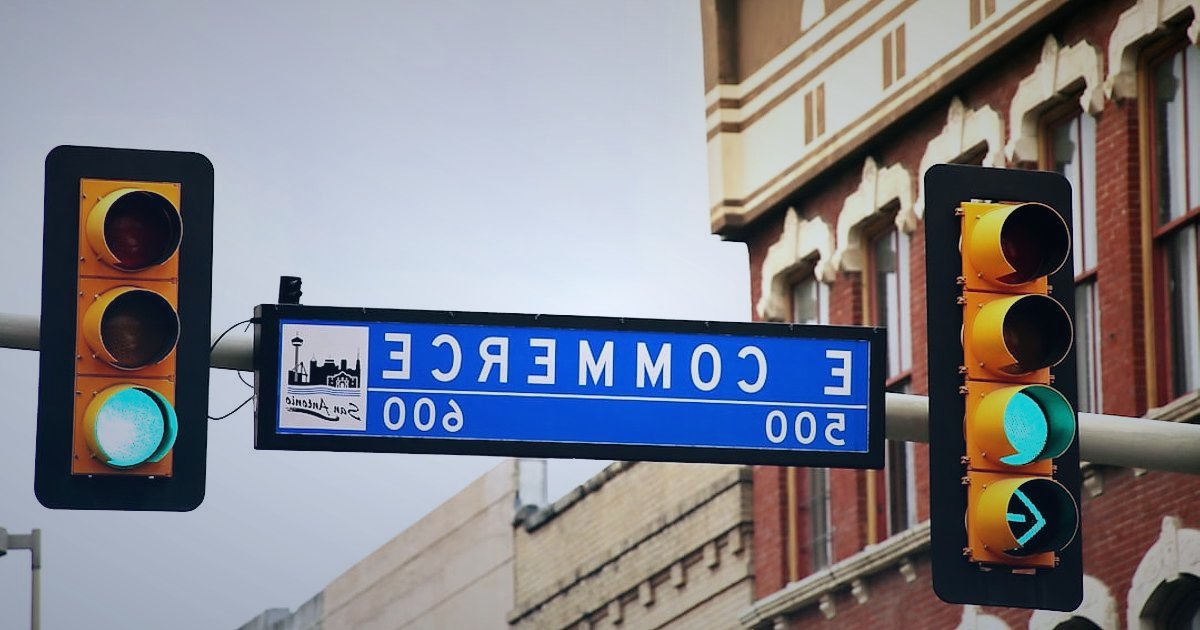 E COMMERCE
500 600
San Antonio